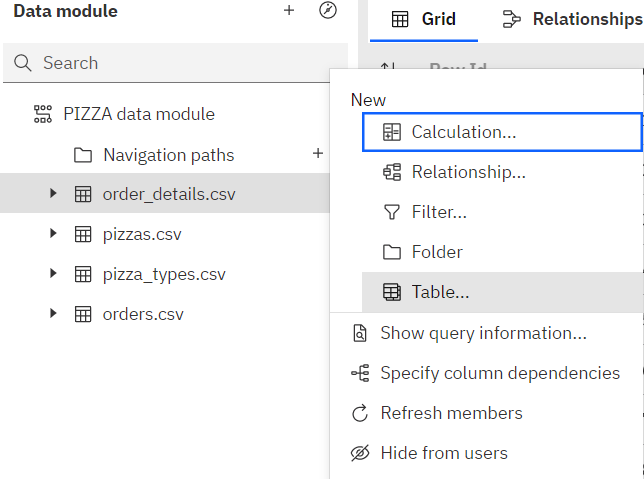 Data module
Grid
Relationships
Search
Row Id
New
PIZZA data module
Calculation...
Navigation paths
Relationship...
order_details.csv
Filter...
pizzas.csv
Folder
pizza_types.csv
Table...
orders.csv
Show query information...
Specify column dependencies
Refresh members
Hide from users